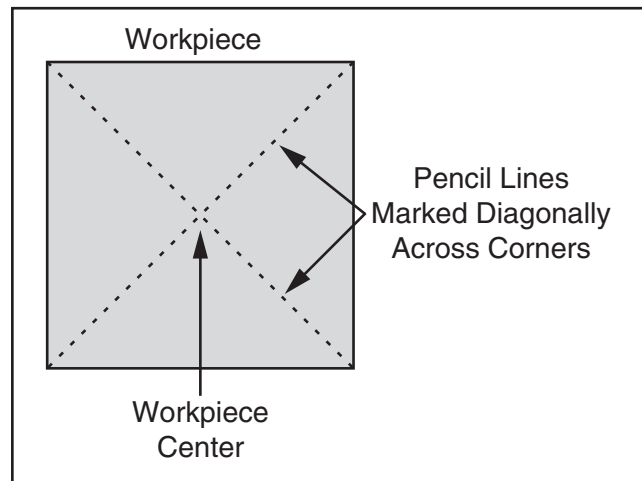 Workpiece
Pencil Lines
Marked Diagonally
Across Corners
Workpiece
Center